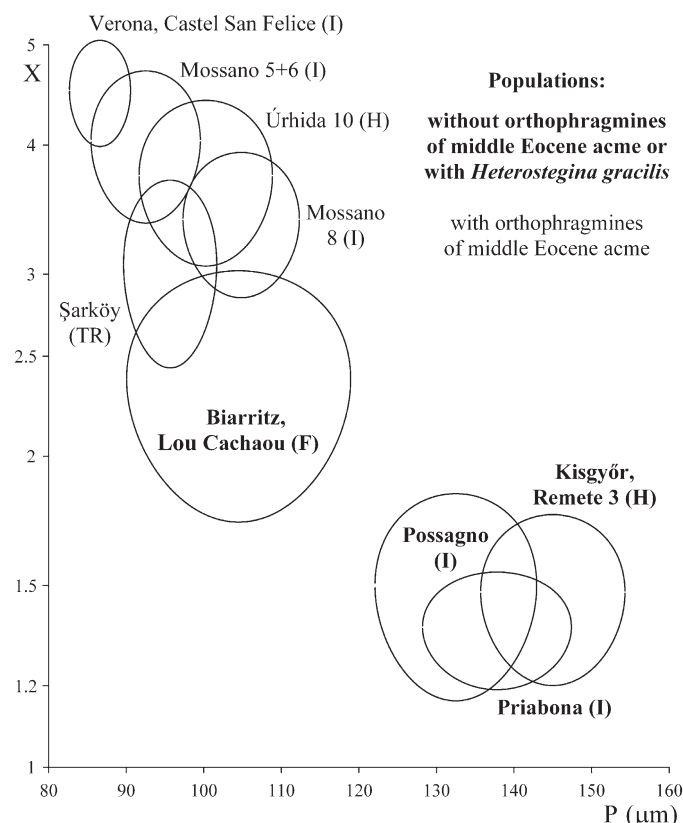 Verona, Castel San Felice (I)
5
X
Mossano 5+6 (I)
Populations:
Úrhida 10 (H)
without orthophragmines
of middle Eocene acme or
with Heterostegina gracilis
4
Mossano
8 (I)
with orthophragmines
of middle Eocene acme
3
Şarköy
(TR)
2.5
Biarritz,
Lou Cachaou (F)
2
Kisgyőr,
Remete 3 (H)
Possagno
(I)
1.5
1.2
Priabona (I)
1
80 90 100 110 120 130 140 150 160
P (μm)